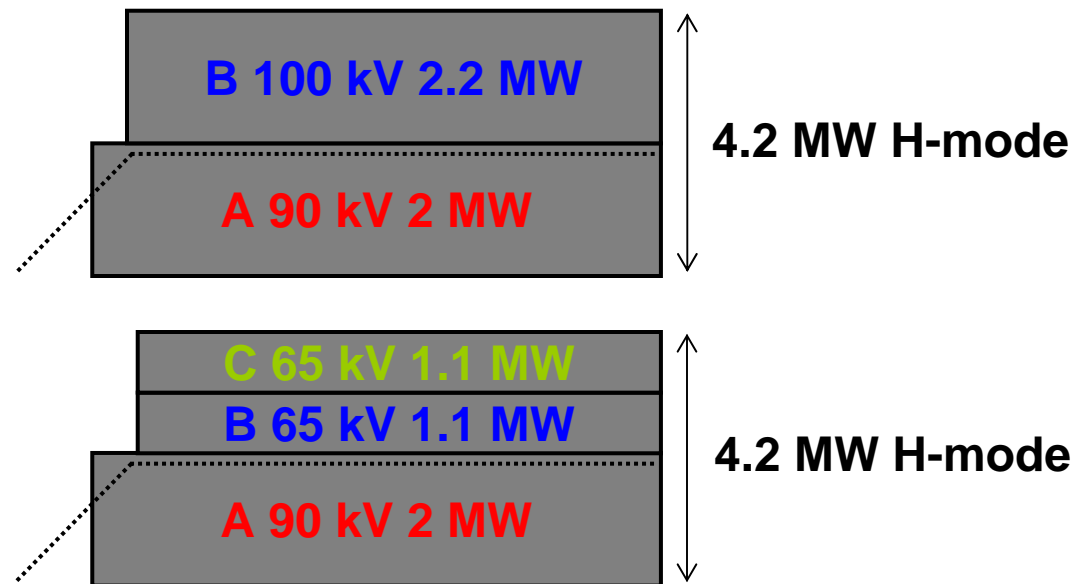 B 100 kV 2.2 MW
4.2 MW H-mode
A 90 kV 2 MW
C 65 kV 1.1 MW
B 65 kV 1.1 MW
4.2 MW H-mode
A 90 kV 2 MW